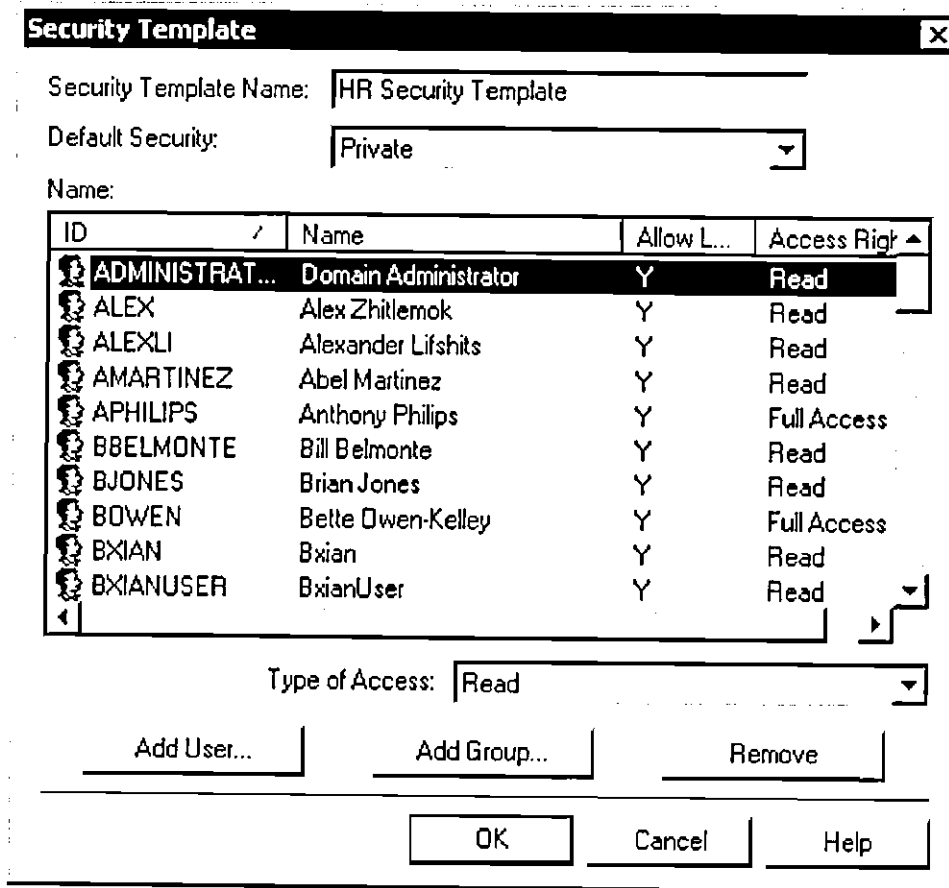 Security Template
Security Template Name: HR Security Template
Default Security: Private
Name:
ID Name Allow L... Access Righ
ADMINISTRAT... Domain Administrator Y Read
ALEX Alex Zhitlemok Y Read
ALEXLI Alexander Lifshits Y Read
AMARTINEZ Abel Martinez Y Read
APHILIPS Anthony Philips Y Full Access
BBELMONTE Bill Belmonte Y Read
BJONES Brian Jones Y Read
BOWEN Bette Owen-Kelley Y Full Access
BXIAN Bxian Y Read
BXIANUSER BxianUser Y Read
Type of Access: Read
Add User... Add Group... Remove
OK Cancel Help